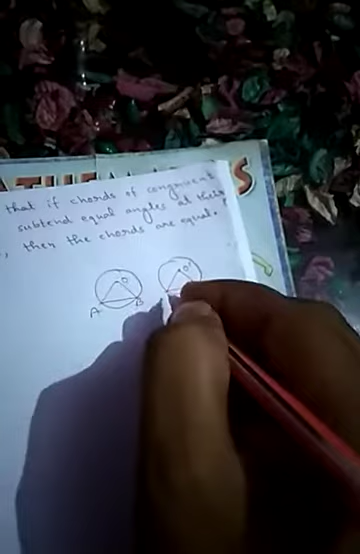 that if chords of congruent
subtend equal angles at their
, then the chords are equal.
O O'
A B